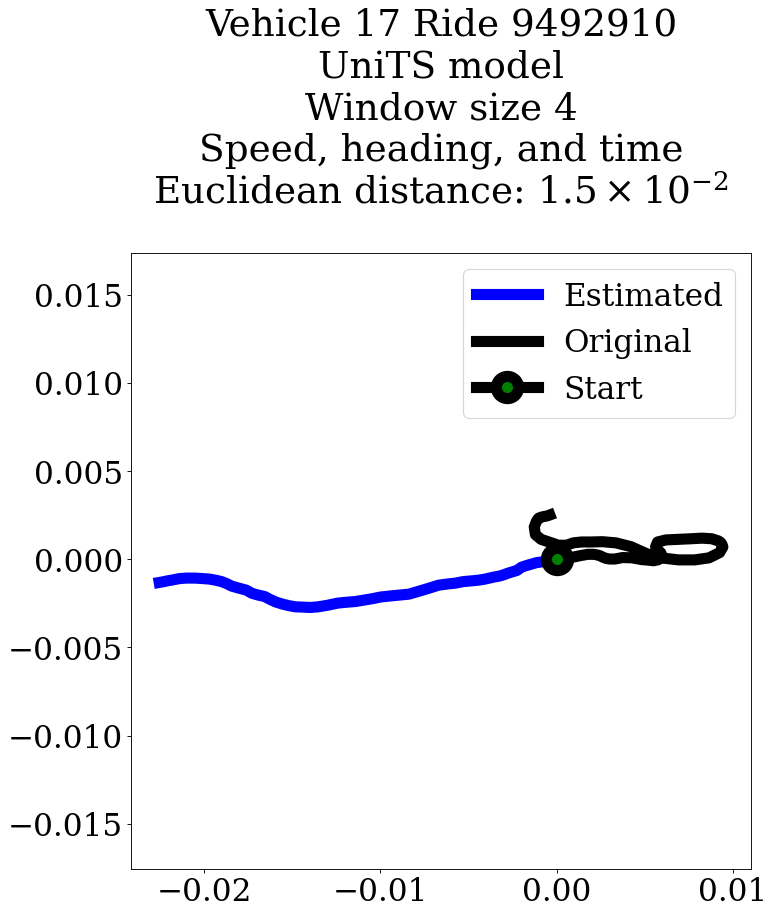 Vehicle 17 Ride 9492910
UniTS model
Window size 4
Speed, heading, and time
Euclidean distance: 1.5 × 10⁻²
Estimated
Original
Start
0.015
0.010
0.005
0.000
−0.005
−0.010
−0.015
−0.02 −0.01 0.00 0.01